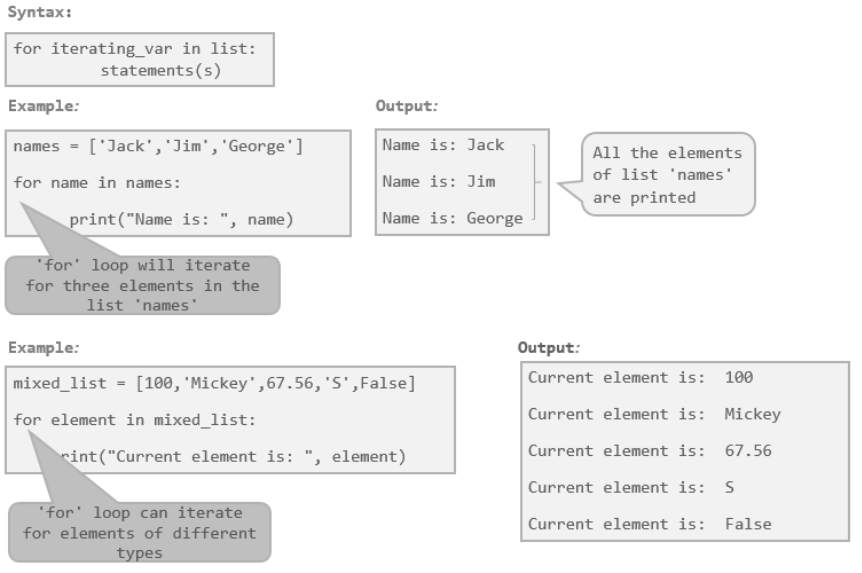 Syntax:
for iterating_var in list:
statements(s)
Example:
names = ['Jack','Jim','George']
for name in names:
print("Name is: ", name)
'for' loop will iterate
for three elements in the
list 'names'
Output:
Name is: Jack
Name is: Jim
Name is: George
All the elements
of list 'names'
are printed
Example:
mixed_list = [100,'Mickey',67.56,'S',False]
for element in mixed_list:
rint("Current element is: ", element)
'for' loop can iterate
for elements of different
types
Output:
Current element is:  100
Current element is:  Mickey
Current element is:  67.56
Current element is:  S
Current element is:  False